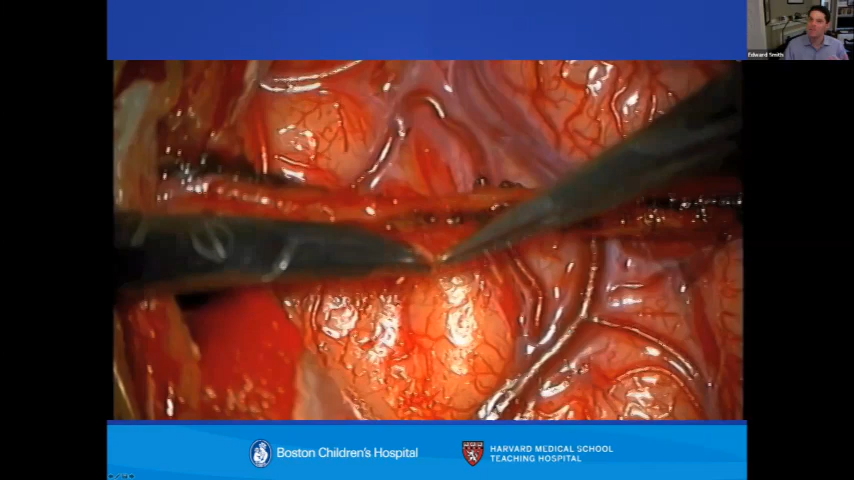 Edward Smith
Boston Children's Hospital
HARVARD MEDICAL SCHOOL
TEACHING HOSPITAL